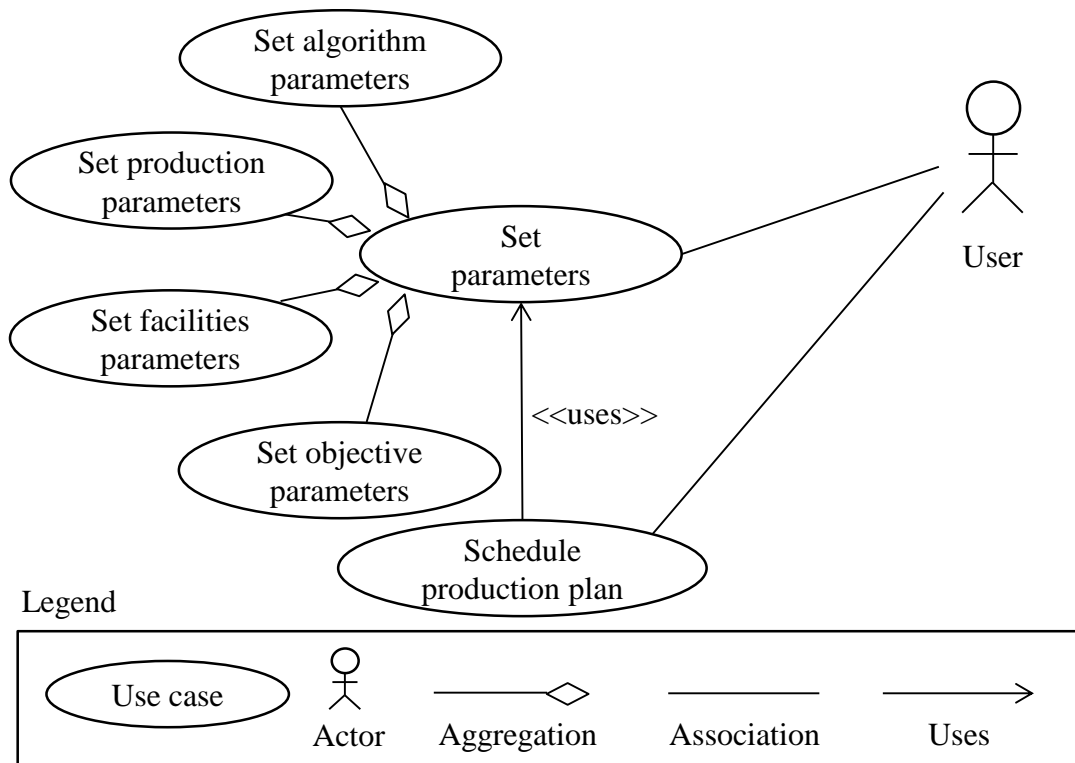 Set algorithm
parameters
Set production
parameters
Set
parameters
User
Set facilities
parameters
<<uses>>
Set objective
parameters
Schedule
production plan
Legend
Use case
Actor
Aggregation
Association
Uses